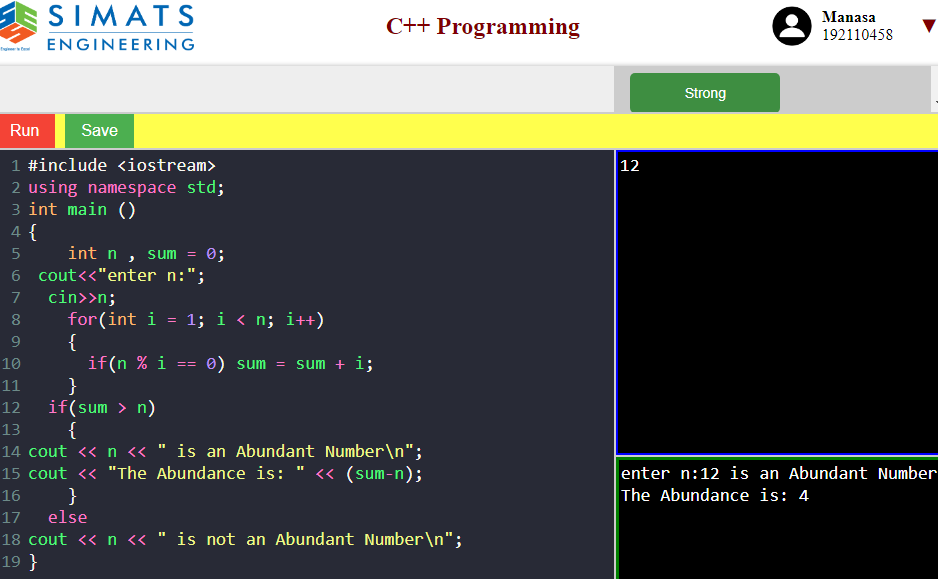 SIMATS
ENGINEERING
Engineer to Excel
C++ Programming
Manasa
192110458
Strong
Run
Save
1 #include <iostream>
2 using namespace std;
3 int main ()
4 {
5     int n , sum = 0;
6  cout<<"enter n:";
7   cin>>n;
8     for(int i = 1; i < n; i++)
9     {
10       if(n % i == 0) sum = sum + i;
11     }
12   if(sum > n)
13     {
14 cout << n << " is an Abundant Number\n";
15 cout << "The Abundance is: " << (sum-n);
16     }
17   else
18 cout << n << " is not an Abundant Number\n";
19 }
12
enter n:12 is an Abundant Number
The Abundance is: 4